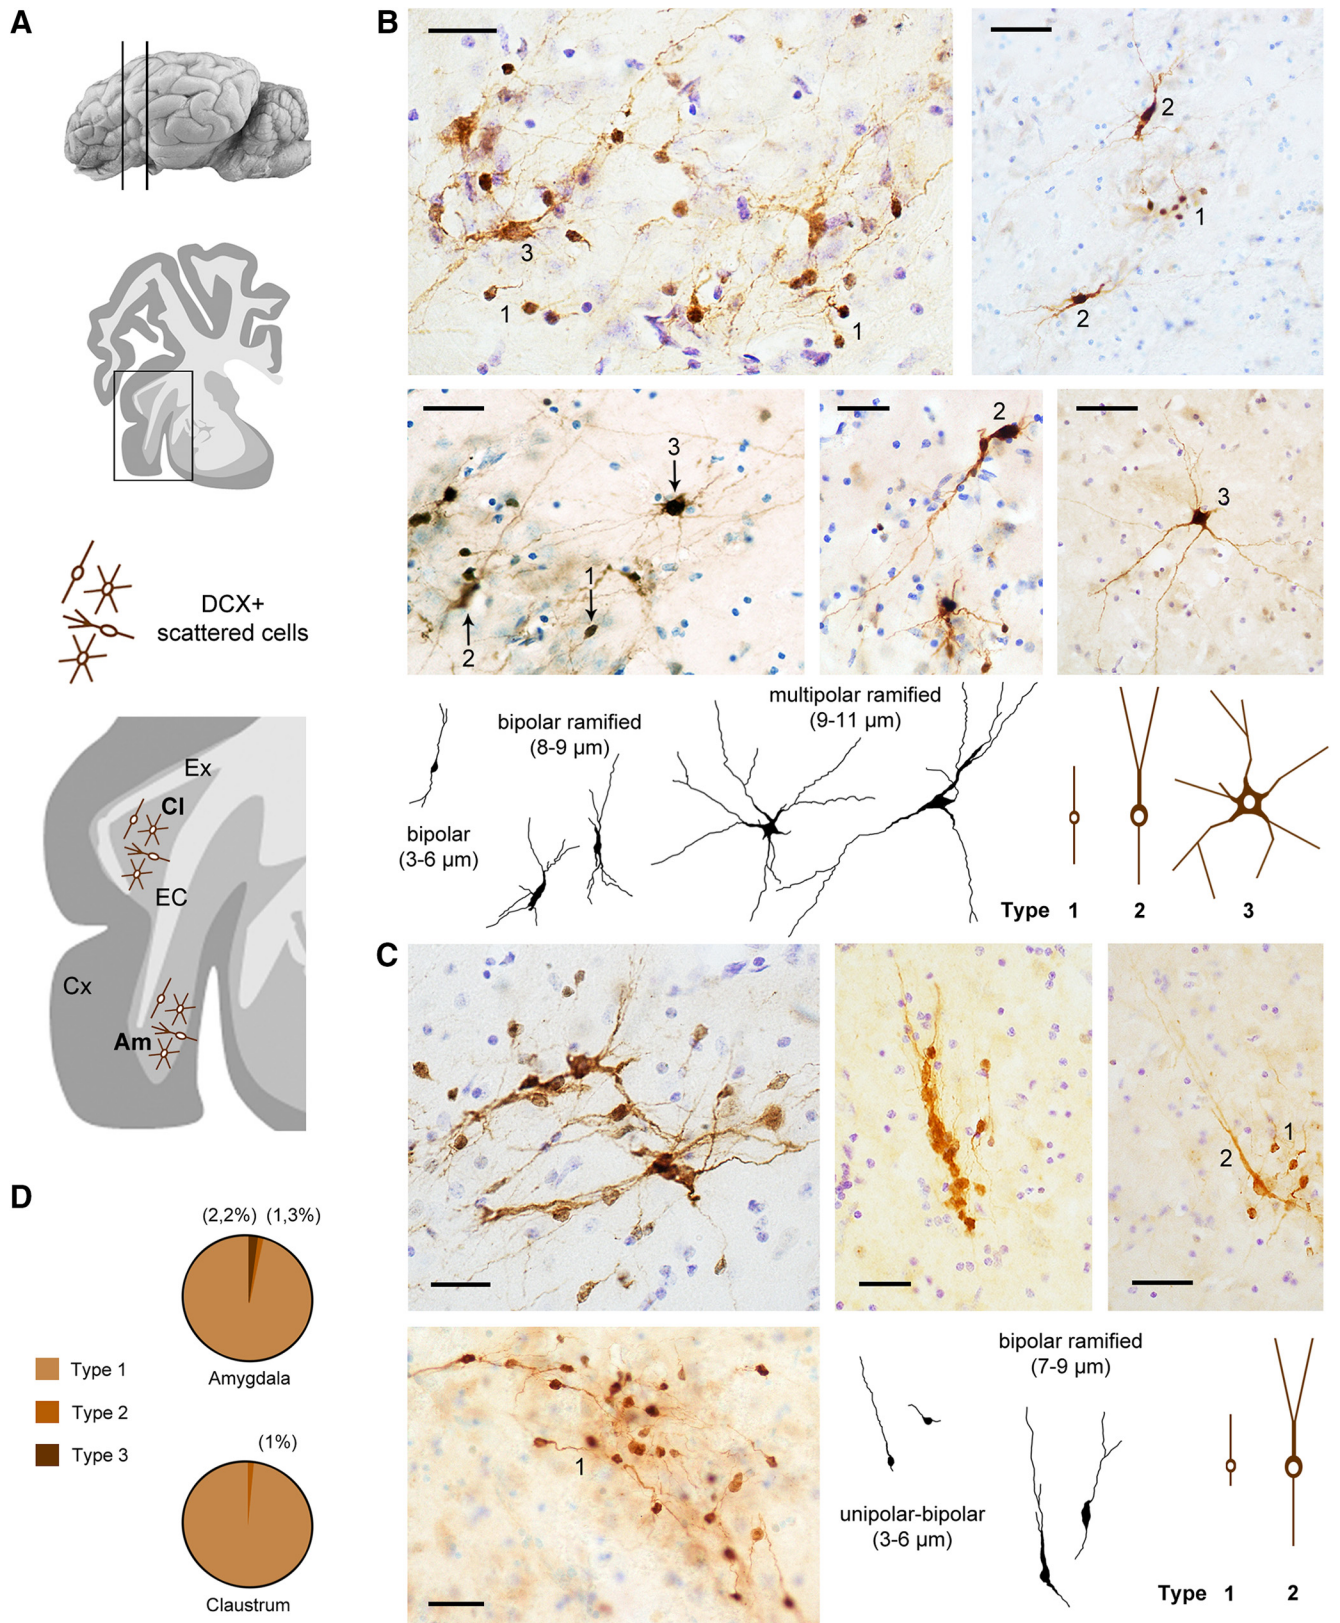 A
DCX+
scattered cells
Ex
Cl
EC
Cx
Am
B
3
1
1
2
1
2
3
1
2
2
3
bipolar
(3-6 µm)
bipolar ramified
(8-9 µm)
multipolar ramified
(9-11 µm)
Type 1 2 3
C
2
1
1
unipolar-bipolar
(3-6 µm)
bipolar ramified
(7-9 µm)
Type 1 2
D
(2,2%) (1,3%)
Amygdala
Type 1
Type 2
Type 3
(1%)
Claustrum